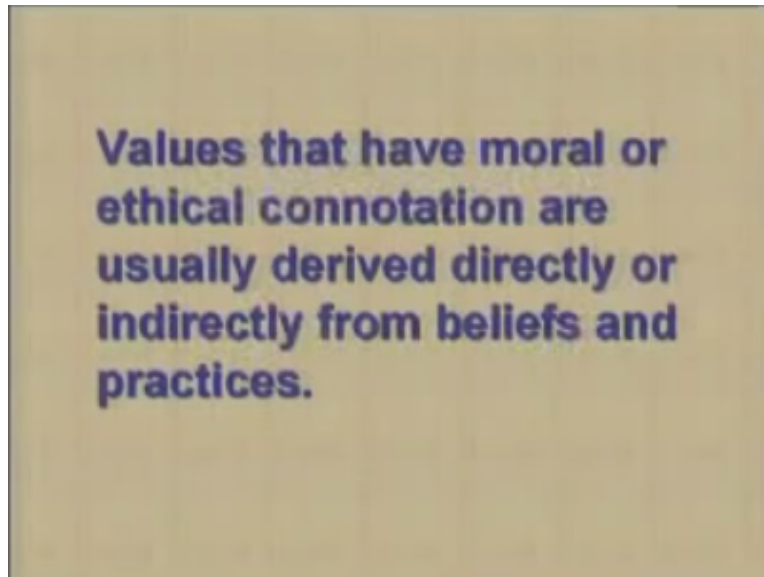 Values that have moral or
ethical connotation are
usually derived directly or
indirectly from beliefs and
practices.